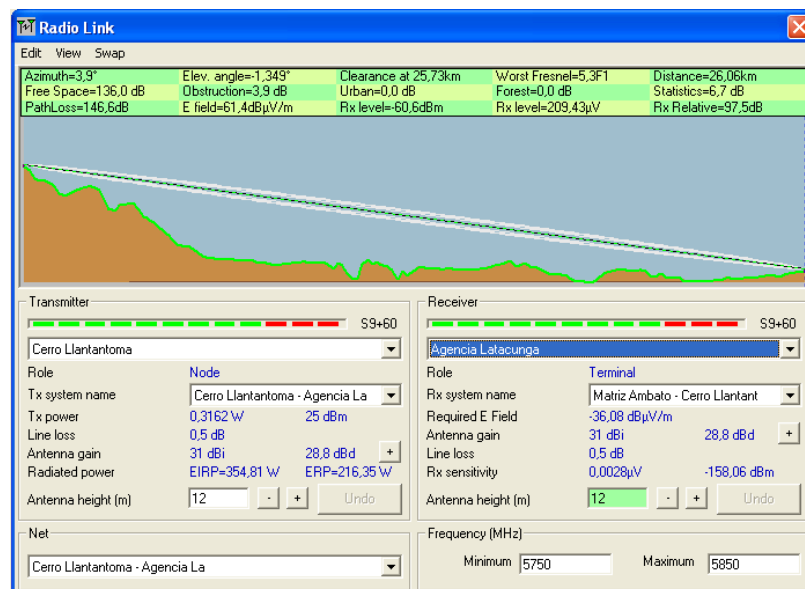 Radio Link
Edit View Swap
Azimuth=3,9° Elev. angle=-1,349° Clearance at 25,73km Worst Fresnel=5,3F1 Distance=26,06km
Free Space=136,0 dB Obstruction=3,9 dB Urban=0,0 dB Forest=0,0 dB Statistics=6,7 dB
PathLoss=146,6dB E field=61,4dBµV/m Rx level=-60,6dBm Rx level=209,43µV Rx Relative=97,5dB
Transmitter
S9+60
Cerro Llantantoma
Role Node
Tx system name Cerro Llantantoma - Agencia La
Tx power 0,3162 W 25 dBm
Line loss 0,5 dB
Antenna gain 31 dBi 28,8 dBd +
Radiated power EIRP=354,81 W ERP=216,35 W
Antenna height (m) 12 - + Undo
Net
Cerro Llantantoma - Agencia La
Receiver
S9+60
Agencia Latacunga
Role Terminal
Rx system name Matriz Ambato - Cerro Llantant
Required E Field -36,08 dBµV/m
Antenna gain 31 dBi 28,8 dBd +
Line loss 0,5 dB
Rx sensitivity 0,0028µV -158,06 dBm
Antenna height (m) 12 - + Undo
Frequency (MHz)
Minimum 5750 Maximum 5850